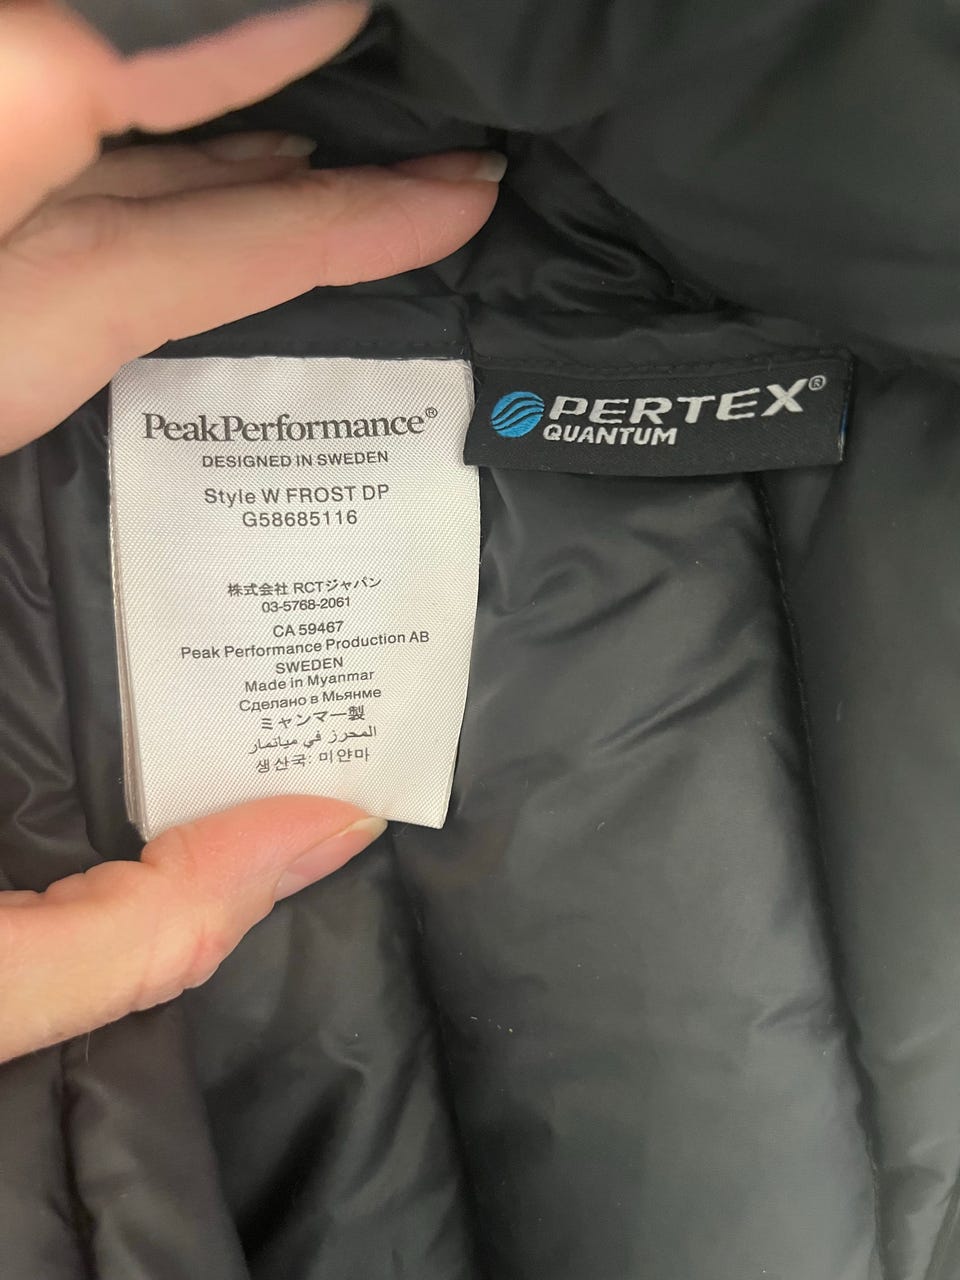 PeakPerformance®
DESIGNED IN SWEDEN
Style W FROST DP
G58685116
株式会社 RCTジャパン
03-5768-2061
CA 59467
Peak Performance Production AB
SWEDEN
Made in Myanmar
Сделано в Мьянме
ミャンマー製
المحرز في ميانمار
생산국: 미얀마
PERTEX®
QUANTUM